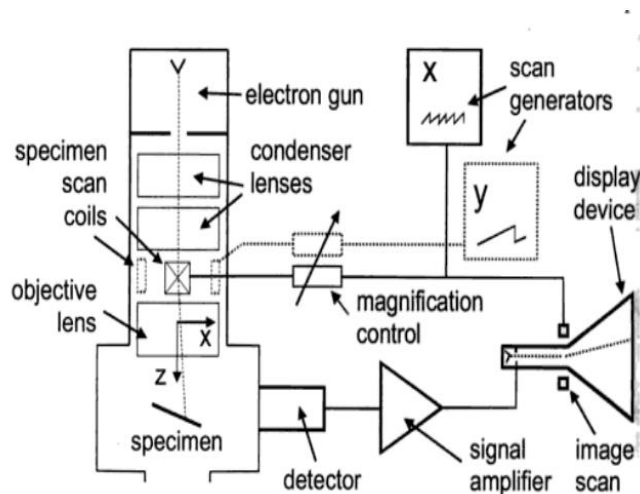 electron gun
X
scan
generators
specimen
scan
coils
condenser
lenses
y
display
device
objective
lens
x
z
magnification
control
specimen
detector
signal
amplifier
image
scan